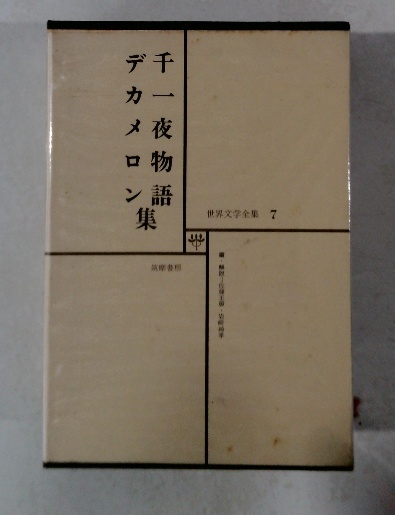 千一夜物語
デカメロン
集
世界文学全集 7
筑摩書房